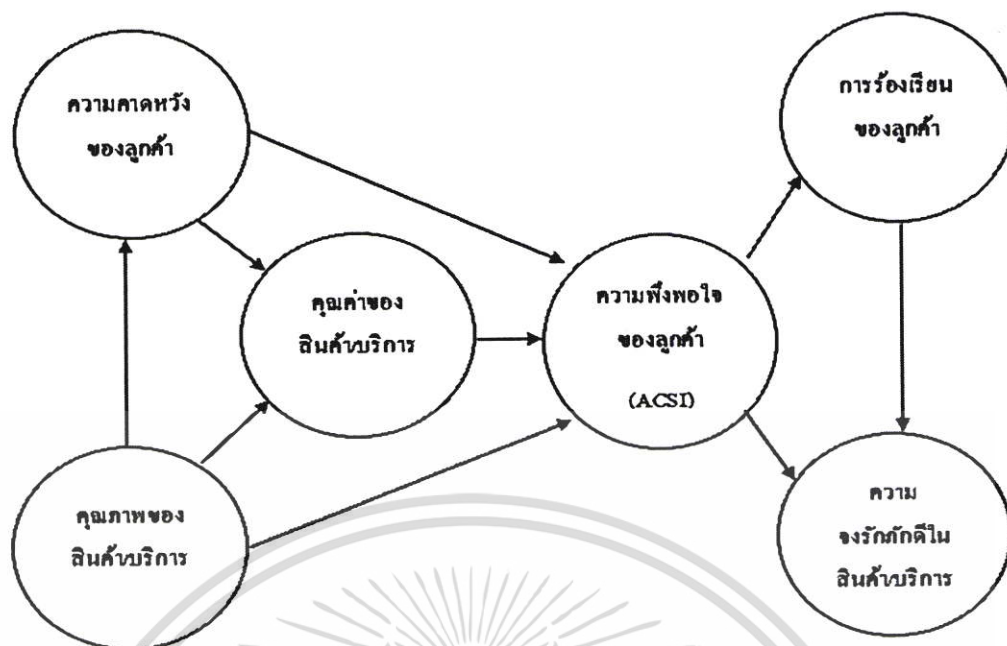 ความคาดหวัง
ของลูกค้า
การร้องเรียน
ของลูกค้า
คุณค่าของ
สินค้า/บริการ
ความพึงพอใจ
ของลูกค้า
(ACSI)
คุณภาพของ
สินค้า/บริการ
ความ
จงรักภักดีใน
สินค้า/บริการ